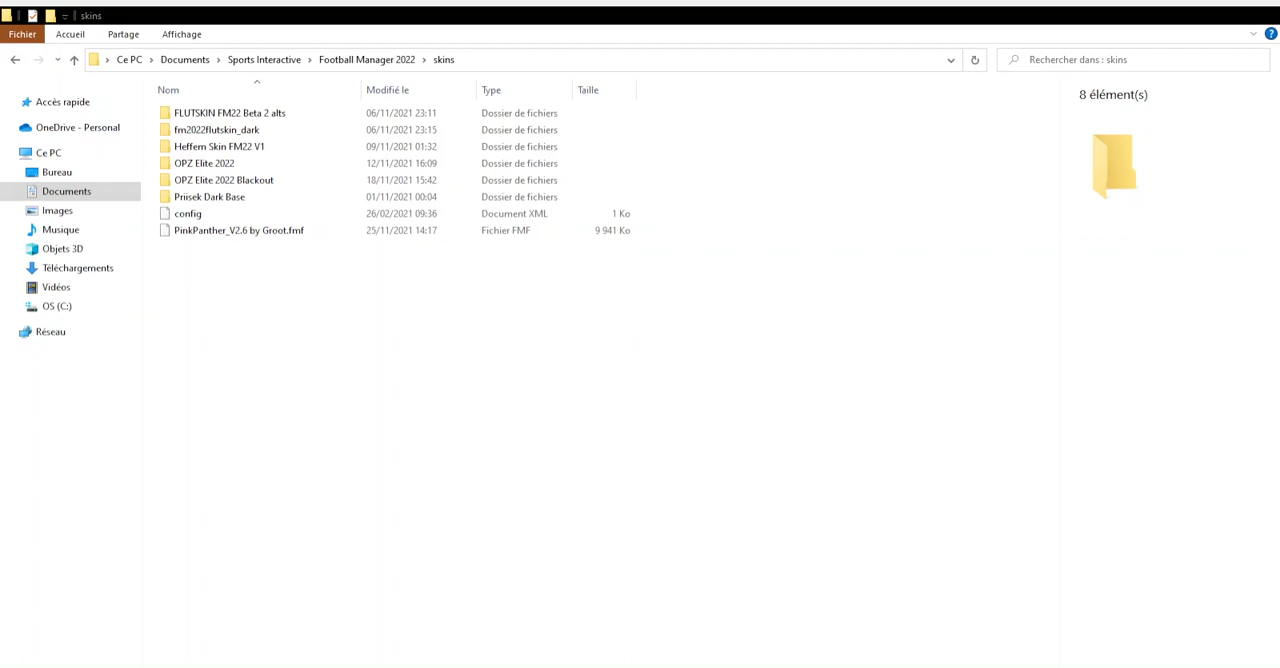 skins
Fichier Accueil Partage Affichage
Ce PC Documents Sports Interactive Football Manager 2022 skins
Rechercher dans : skins
Accès rapide
OneDrive - Personal
Ce PC
Bureau
Documents
Images
Musique
Objets 3D
Téléchargements
Vidéos
OS (C:)
Réseau
Nom Modifié le Type Taille
FLUTSKIN FM22 Beta 2 alts 06/11/2021 23:11 Dossier de fichiers
fm2022flutskin_dark 06/11/2021 23:15 Dossier de fichiers
Heffem Skin FM22 V1 09/11/2021 01:32 Dossier de fichiers
OPZ Elite 2022 12/11/2021 16:09 Dossier de fichiers
OPZ Elite 2022 Blackout 18/11/2021 15:42 Dossier de fichiers
Priisek Dark Base 01/11/2021 00:04 Dossier de fichiers
config 26/02/2021 09:36 Document XML 1 Ko
PinkPanther_V2.6 by Groot.fmf 25/11/2021 14:17 Fichier FMF 9 941 Ko
8 élément(s)